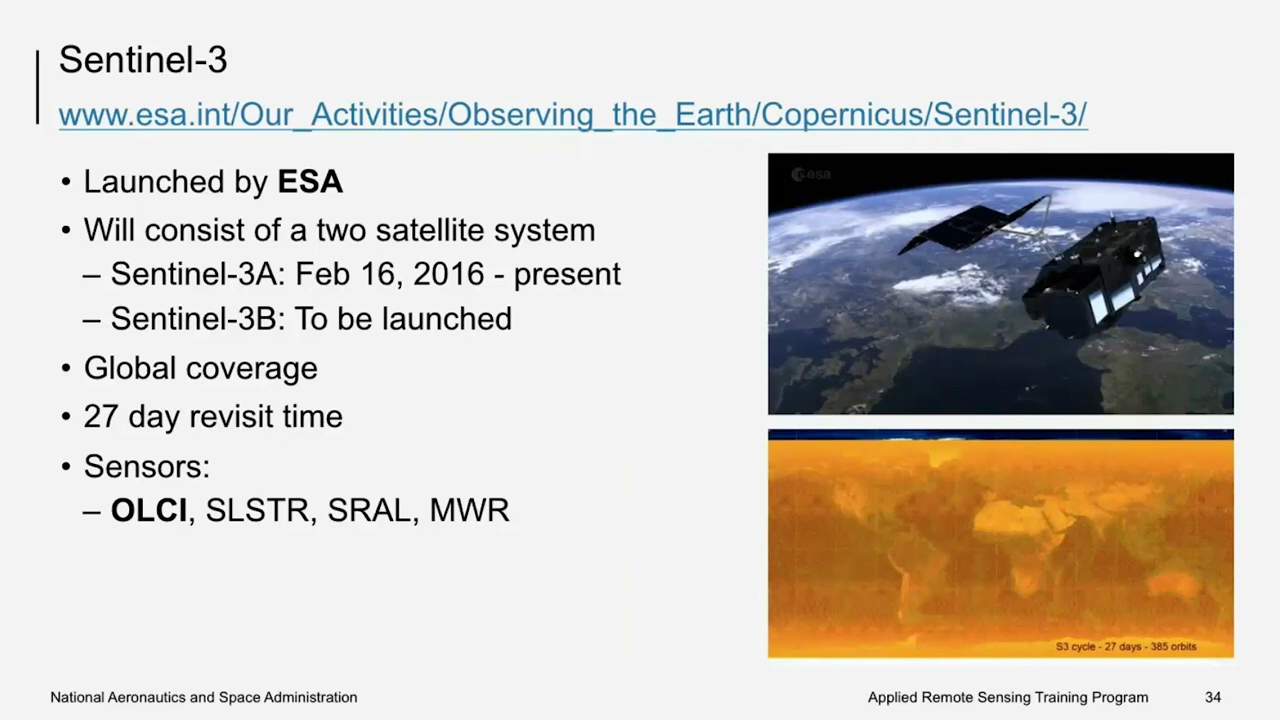 Sentinel-3
www.esa.int/Our_Activities/Observing_the_Earth/Copernicus/Sentinel-3/
• Launched by ESA
• Will consist of a two satellite system
– Sentinel-3A: Feb 16, 2016 - present
– Sentinel-3B: To be launched
• Global coverage
• 27 day revisit time
• Sensors:
– OLCI, SLSTR, SRAL, MWR
esa
S3 cycle - 27 days - 385 orbits
National Aeronautics and Space Administration
Applied Remote Sensing Training Program
34